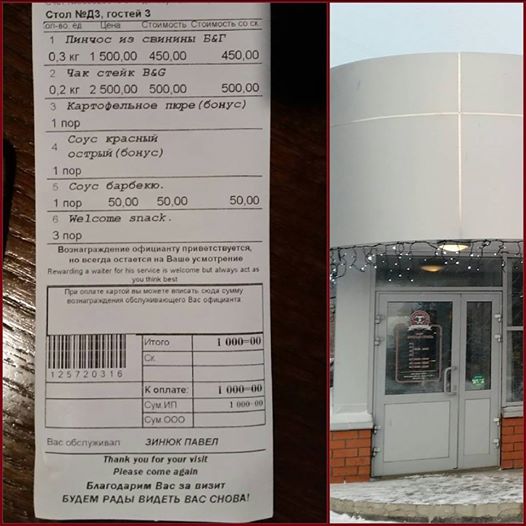 Стол №Д3, гостей 3
Кол-во. ед Цена Стоимость Стоимость со ск.
1 Пинчос из свинины Б&Г
0,3 кг 1 500,00 450,00 450,00
2 Чак стейк B&G
0,2 кг 2 500,00 500,00 500,00
3 Картофельное пюре(бонус)
1 пор
4 Соус красный
острый(бонус)
1 пор
5 Соус барбекю.
1 пор 50,00 50,00 50,00
6 Welcome snack.
3 пор
Вознаграждение официанту приветствуется,
но всегда остается на Ваше усмотрение
Rewarding a waiter for his service is welcome but always act as
you think best
При оплате картой вы можете вписать сюда сумму
вознаграждения обслуживающего Вас официанта
Итого 1 000=00
Ск.
125720316
К оплате: 1 000=00
Сум.ИП 1 000=00
Сум.ООО
Вас обслуживал: ЗИНЮК ПАВЕЛ
Thank you for your visit
Please come again
Благодарим Вас за визит
БУДЕМ РАДЫ ВИДЕТЬ ВАС СНОВА!